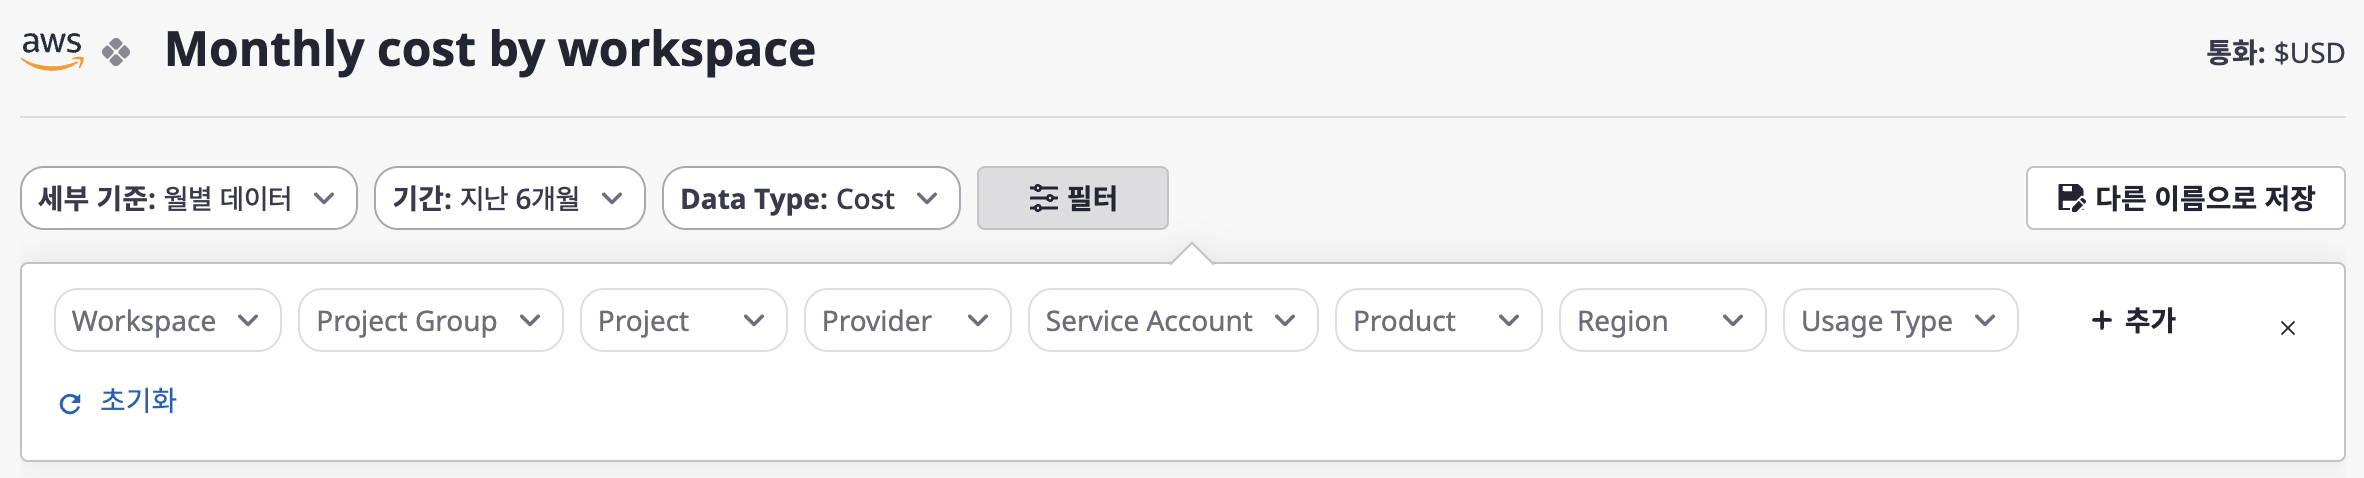 aws Monthly cost by workspace 통화: $USD
세부 기준: 월별 데이터 기간: 지난 6개월 Data Type: Cost 필터 다른 이름으로 저장
Workspace Project Group Project Provider Service Account Product Region Usage Type + 추가
초기화